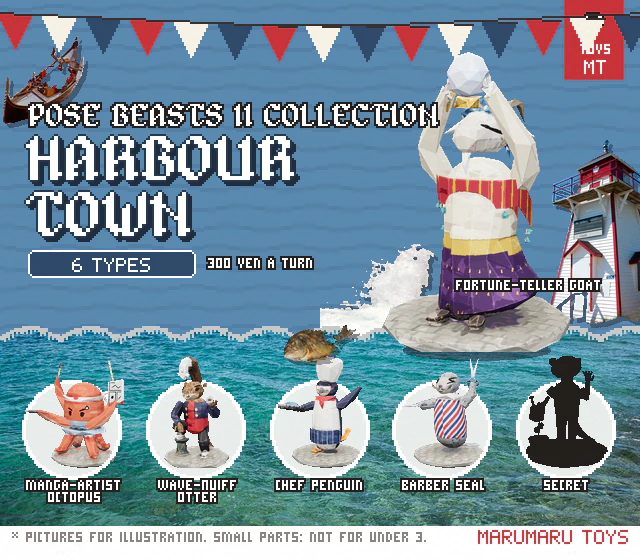 TOYS
MT
POSE BEASTS 11 COLLECTION
HARBOUR
TOWN
6 TYPES
300 YEN A TURN
FORTUNE-TELLER GOAT
MANGA-ARTIST
OCTOPUS
WAVE-NUIFF
OTTER
CHEF PENGUIN
BARBER SEAL
SECRET
* PICTURES FOR ILLUSTRATION. SMALL PARTS: NOT FOR UNDER 3.
MARUMARU TOYS